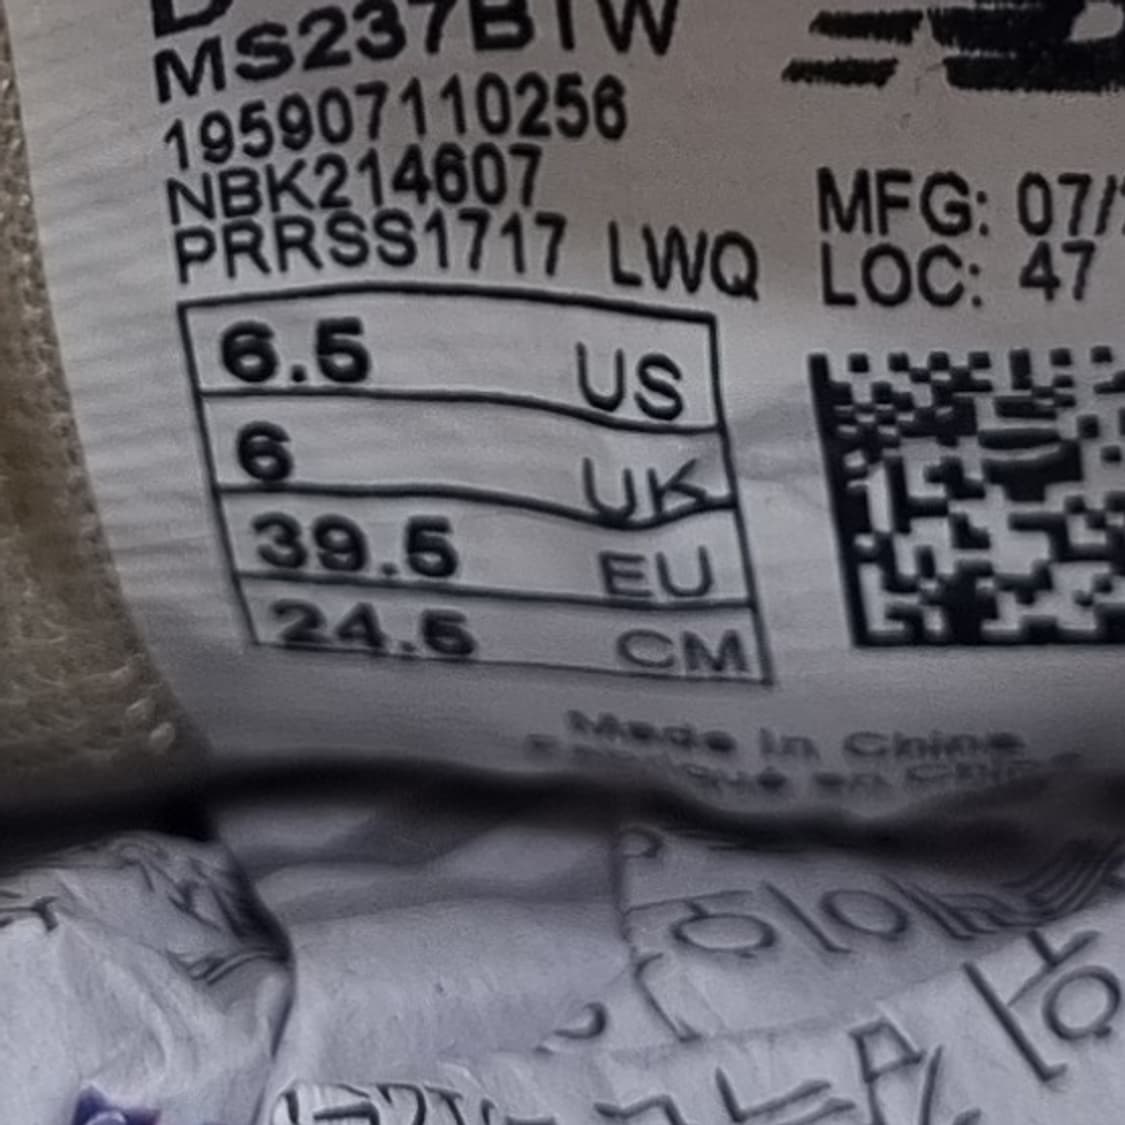 D
MS237BTW
195907110256
NBK214607
PRRSS1717 LWQ
MFG: 07/
LOC: 47
6.5 US
6 UK
39.5 EU
24.5 CM
Made in China